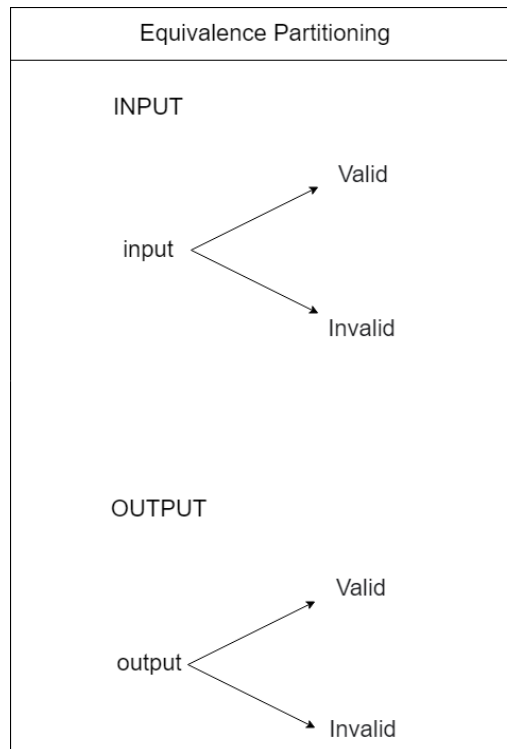 Equivalence Partitioning
INPUT
Valid
input
Invalid
OUTPUT
Valid
output
Invalid